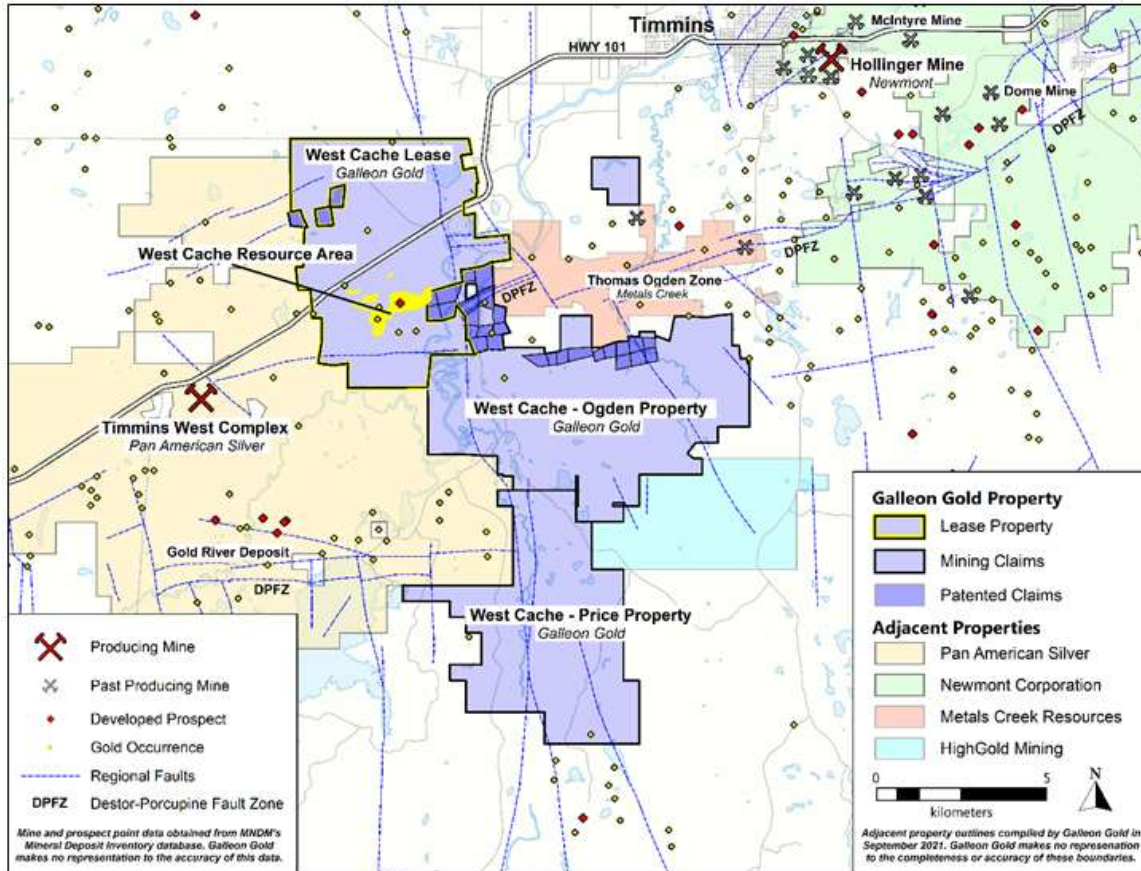 Timmins
McIntyre Mine
HWY 101
Hollinger Mine
Newmont
Dome Mine
DPFZ
West Cache Lease
Galleon Gold
West Cache Resource Area
DPFZ
Thomas Ogden Zone
Metals Creek
DPFZ
Timmins West Complex
Pan American Silver
West Cache - Ogden Property
Galleon Gold
Gold River Deposit
DPFZ
West Cache - Price Property
Galleon Gold
Producing Mine
Past Producing Mine
Developed Prospect
Gold Occurrence
Regional Faults
DPFZ Destor-Porcupine Fault Zone
Mine and prospect point data obtained from MNDM's
Mineral Deposit Inventory database. Galleon Gold
makes no representation to the accuracy of this data.
Galleon Gold Property
Lease Property
Mining Claims
Patented Claims
Adjacent Properties
Pan American Silver
Newmont Corporation
Metals Creek Resources
HighGold Mining
0 5
kilometers
N
Adjacent property outlines compiled by Galleon Gold in
September 2021. Galleon Gold makes no represenation
to the completeness or accuracy of these boundaries.